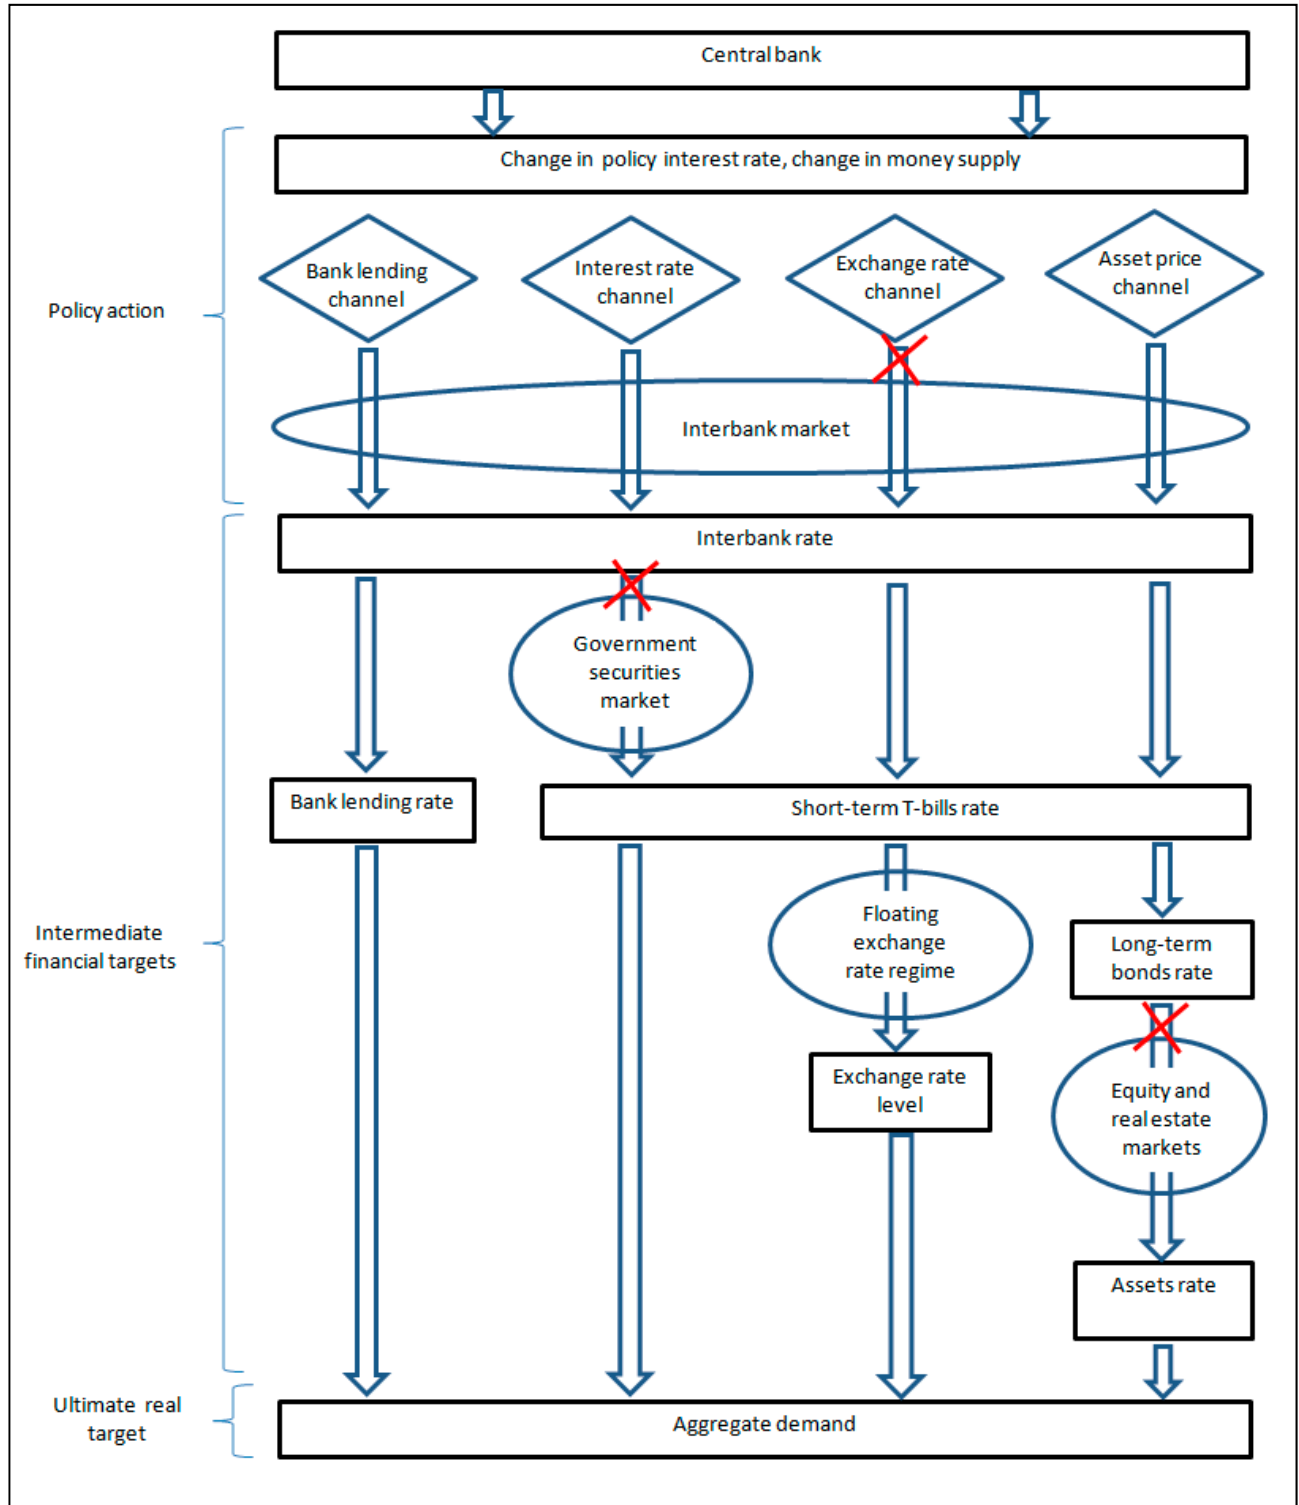 Central bank
Change in policy interest rate, change in money supply
Bank lending
channel
Interest rate
channel
Exchange rate
channel
Asset price
channel
Policy action
Interbank market
Interbank rate
Government
securities
market
Bank lending rate
Short-term T-bills rate
Intermediate
financial targets
Floating
exchange
rate regime
Long-term
bonds rate
Exchange rate
level
Equity and
real estate
markets
Assets rate
Ultimate real
target
Aggregate demand